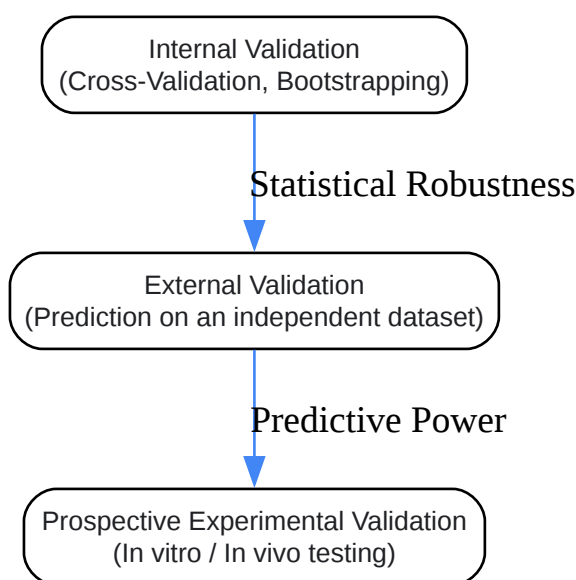 Internal Validation
(Cross-Validation, Bootstrapping)
Statistical Robustness
External Validation
(Prediction on an independent dataset)
Predictive Power
Prospective Experimental Validation
(In vitro / In vivo testing)